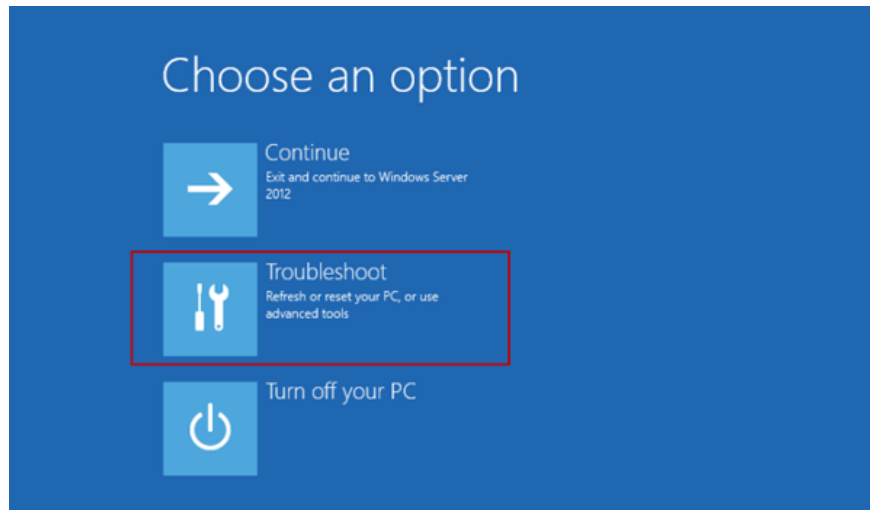 Choose an option
Continue
Exit and continue to Windows Server
2012
Troubleshoot
Refresh or reset your PC, or use
advanced tools
Turn off your PC